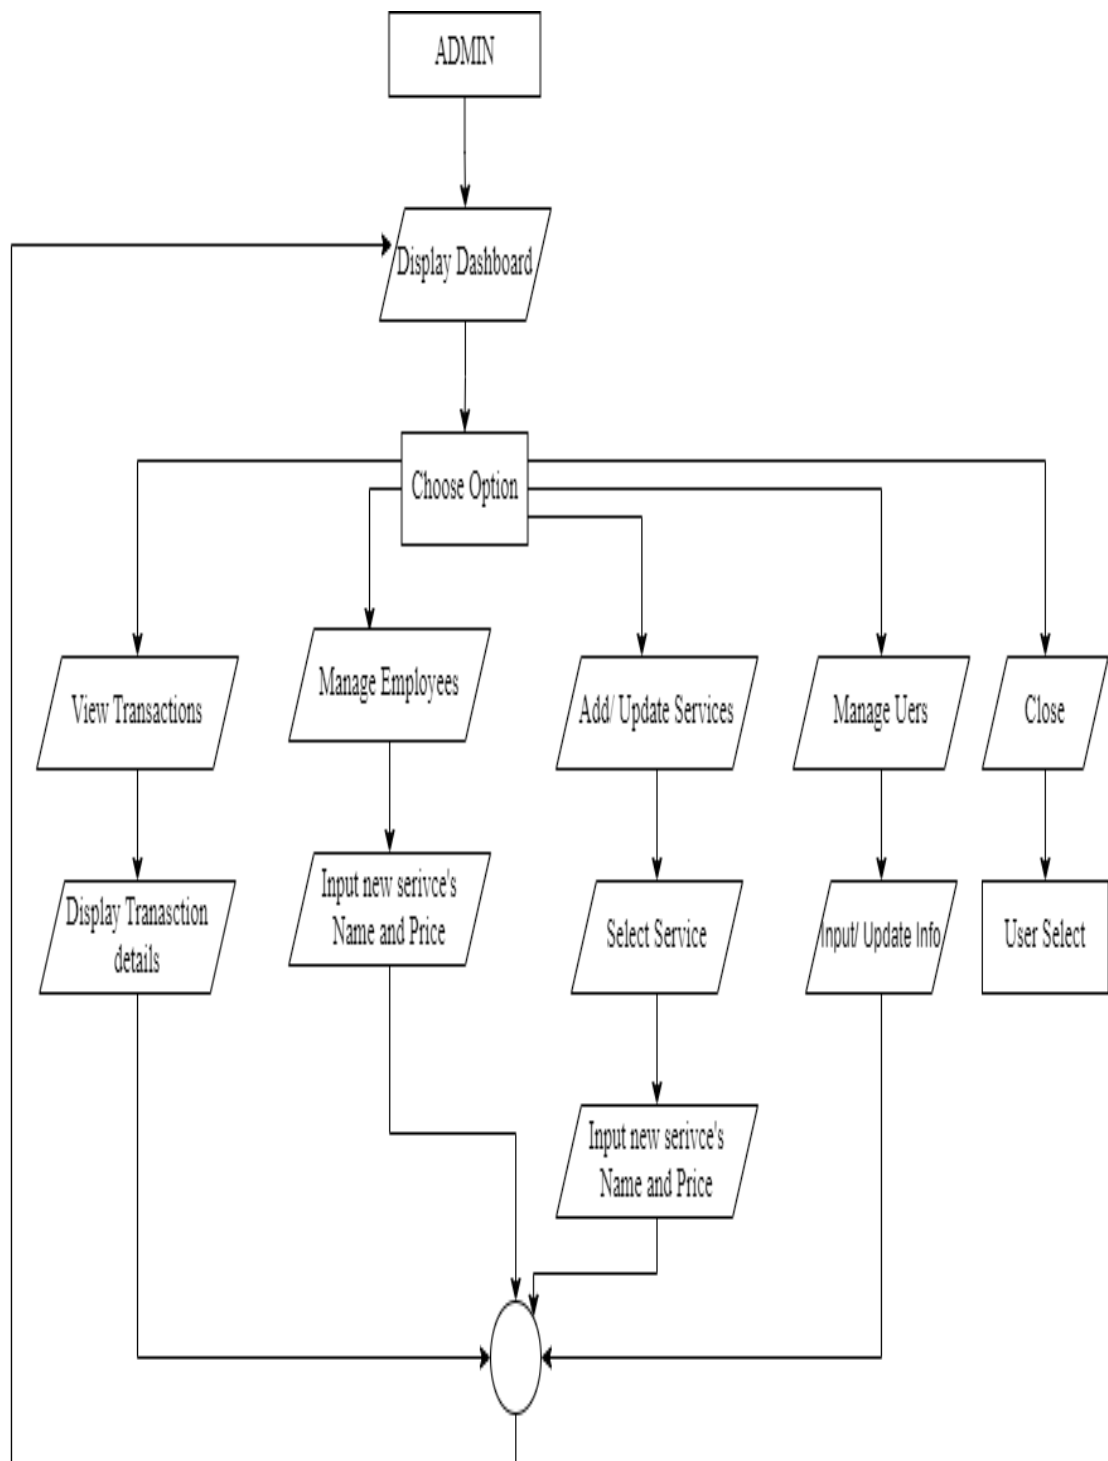 ADMIN
Display Dashboard
Choose Option
View Transactions
Manage Employees
Add/ Update Services
Manage Uers
Close
Display Tranasction
details
Input new serivce's
Name and Price
Select Service
Input/ Update Info
User Select
Input new serivce's
Name and Price